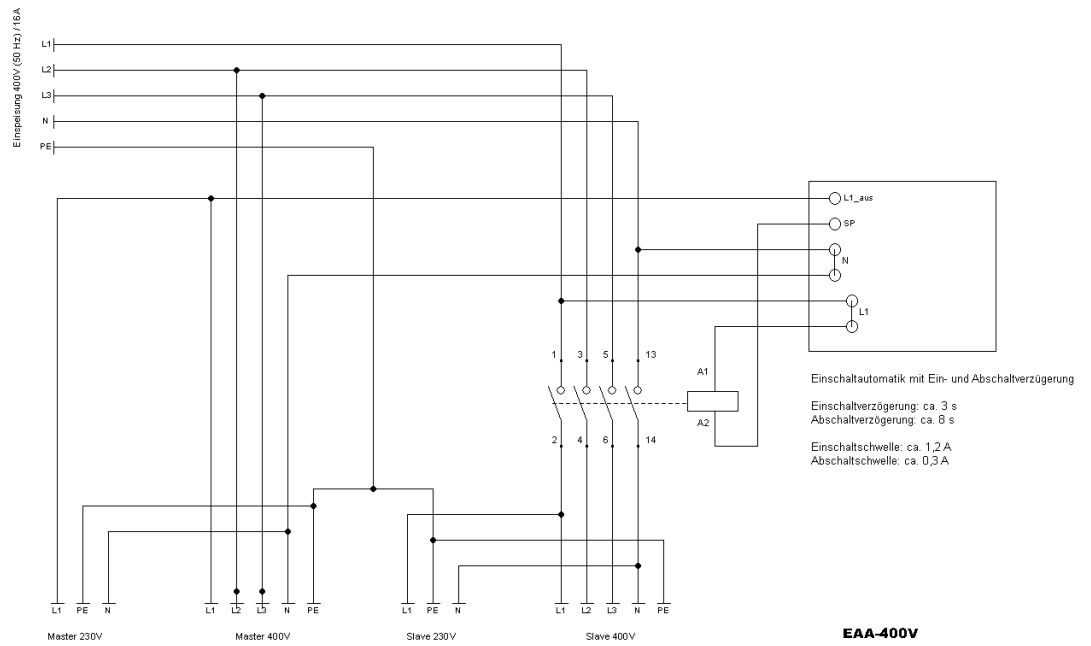 Einspeisung 400V (50 Hz) / 16A
L1
L2
L3
N
PE
L1_aus
SP
N
L1
1 3 5 13
A1
A2
2 4 6 14
Einschaltautomatik mit Ein- und Abschaltverzügerung
Einschaltverzögerung: ca. 3 s
Abschaltverzögerung: ca. 8 s
Einschaltschwelle: ca. 1,2 A
Abschaltschwelle: ca. 0,3 A
L1 PE N L1 L2 L3 N PE L1 PE N L1 L2 L3 N PE
Master 230V Master 400V Slave 230V Slave 400V
EAA-400V